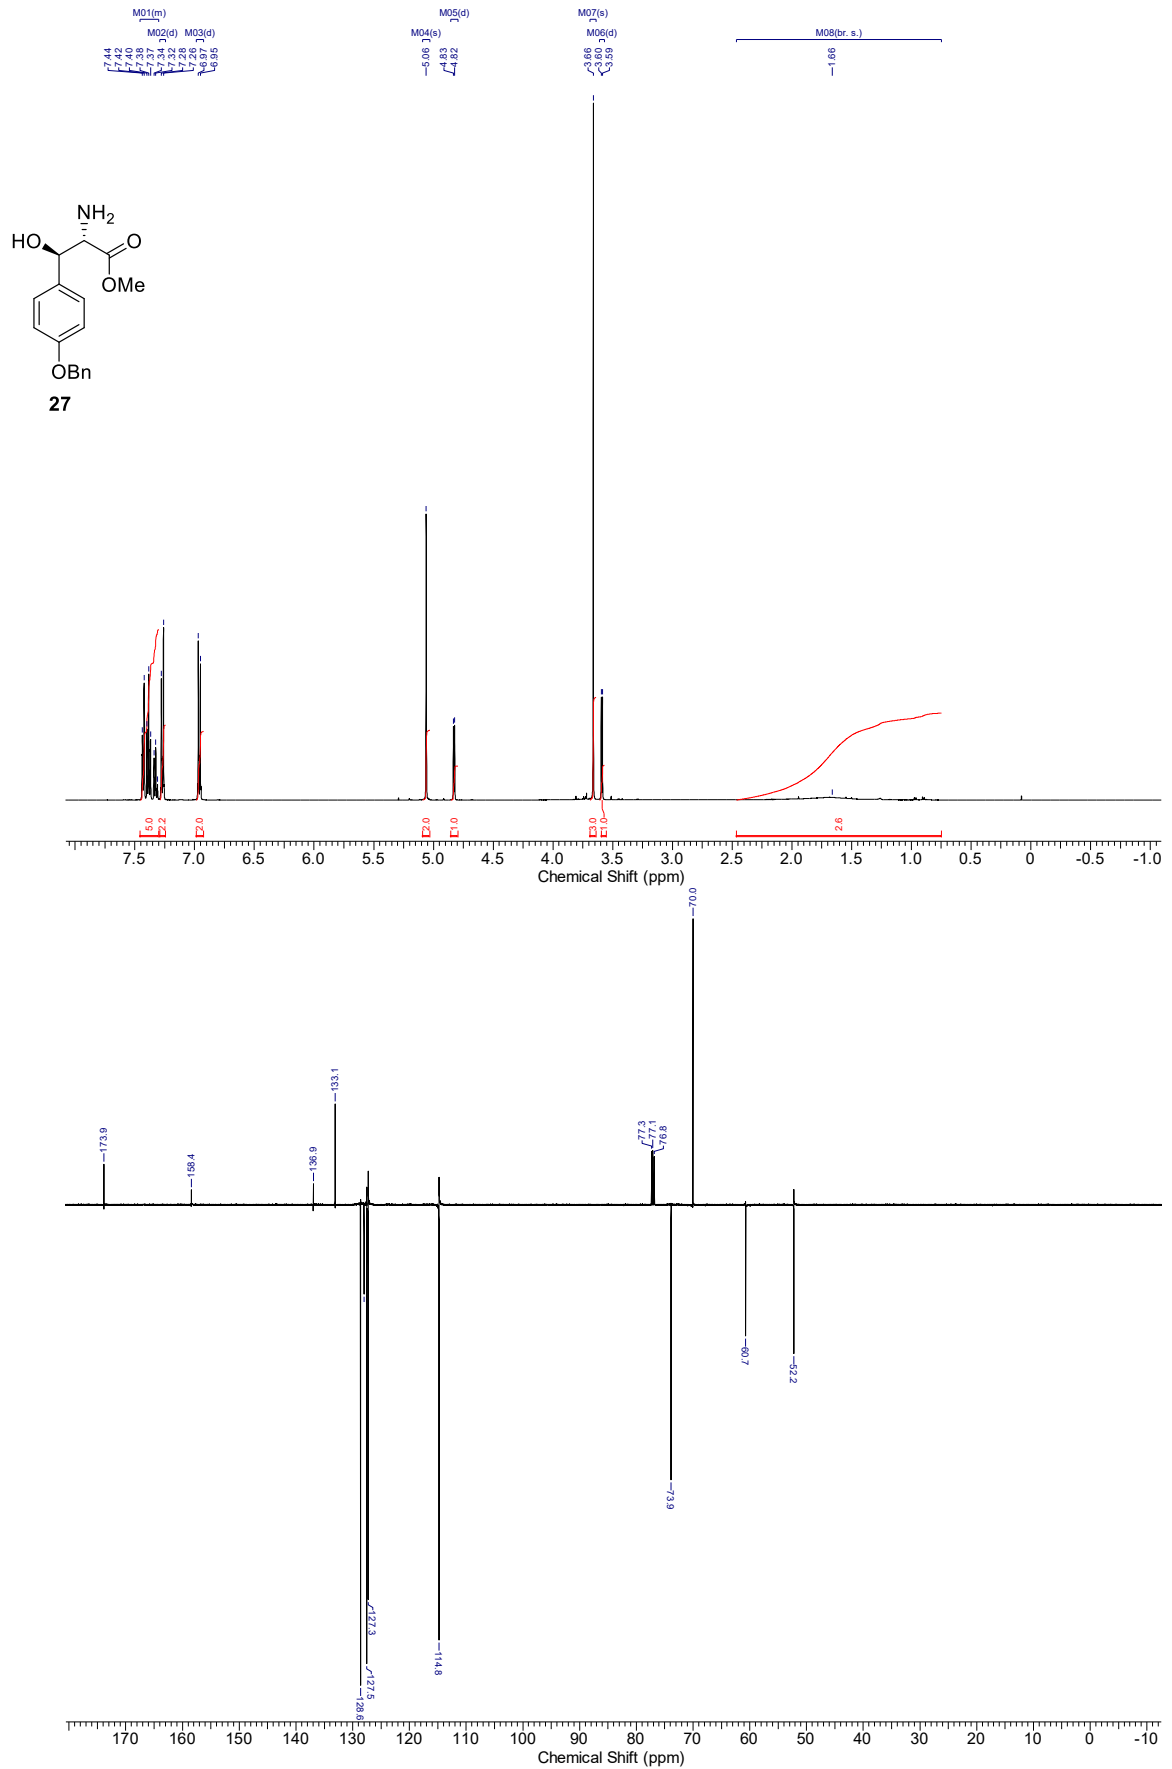 M01(m) M05(d) M07(s)
M02(d) M03(d) M04(s) M06(d) M08(br. s.)
7.44 7.42 7.40 7.38 7.37 7.34 7.32 7.28 7.26 6.97 6.95 5.06 4.83 4.82 3.66 3.60 3.59 1.66
NH2
HO O
OMe
OBn
27
5.0 2.2 2.0 2.0 1.0 3.0 1.0 2.6
7.5 7.0 6.5 6.0 5.5 5.0 4.5 4.0 3.5 3.0 2.5 2.0 1.5 1.0 0.5 0 -0.5 -1.0
Chemical Shift (ppm)
173.9 158.4 136.9 133.1 77.3 77.1 76.8 70.0
128.6 127.5 127.3 114.8 73.9 60.7 52.2
170 160 150 140 130 120 110 100 90 80 70 60 50 40 30 20 10 0 -10
Chemical Shift (ppm)